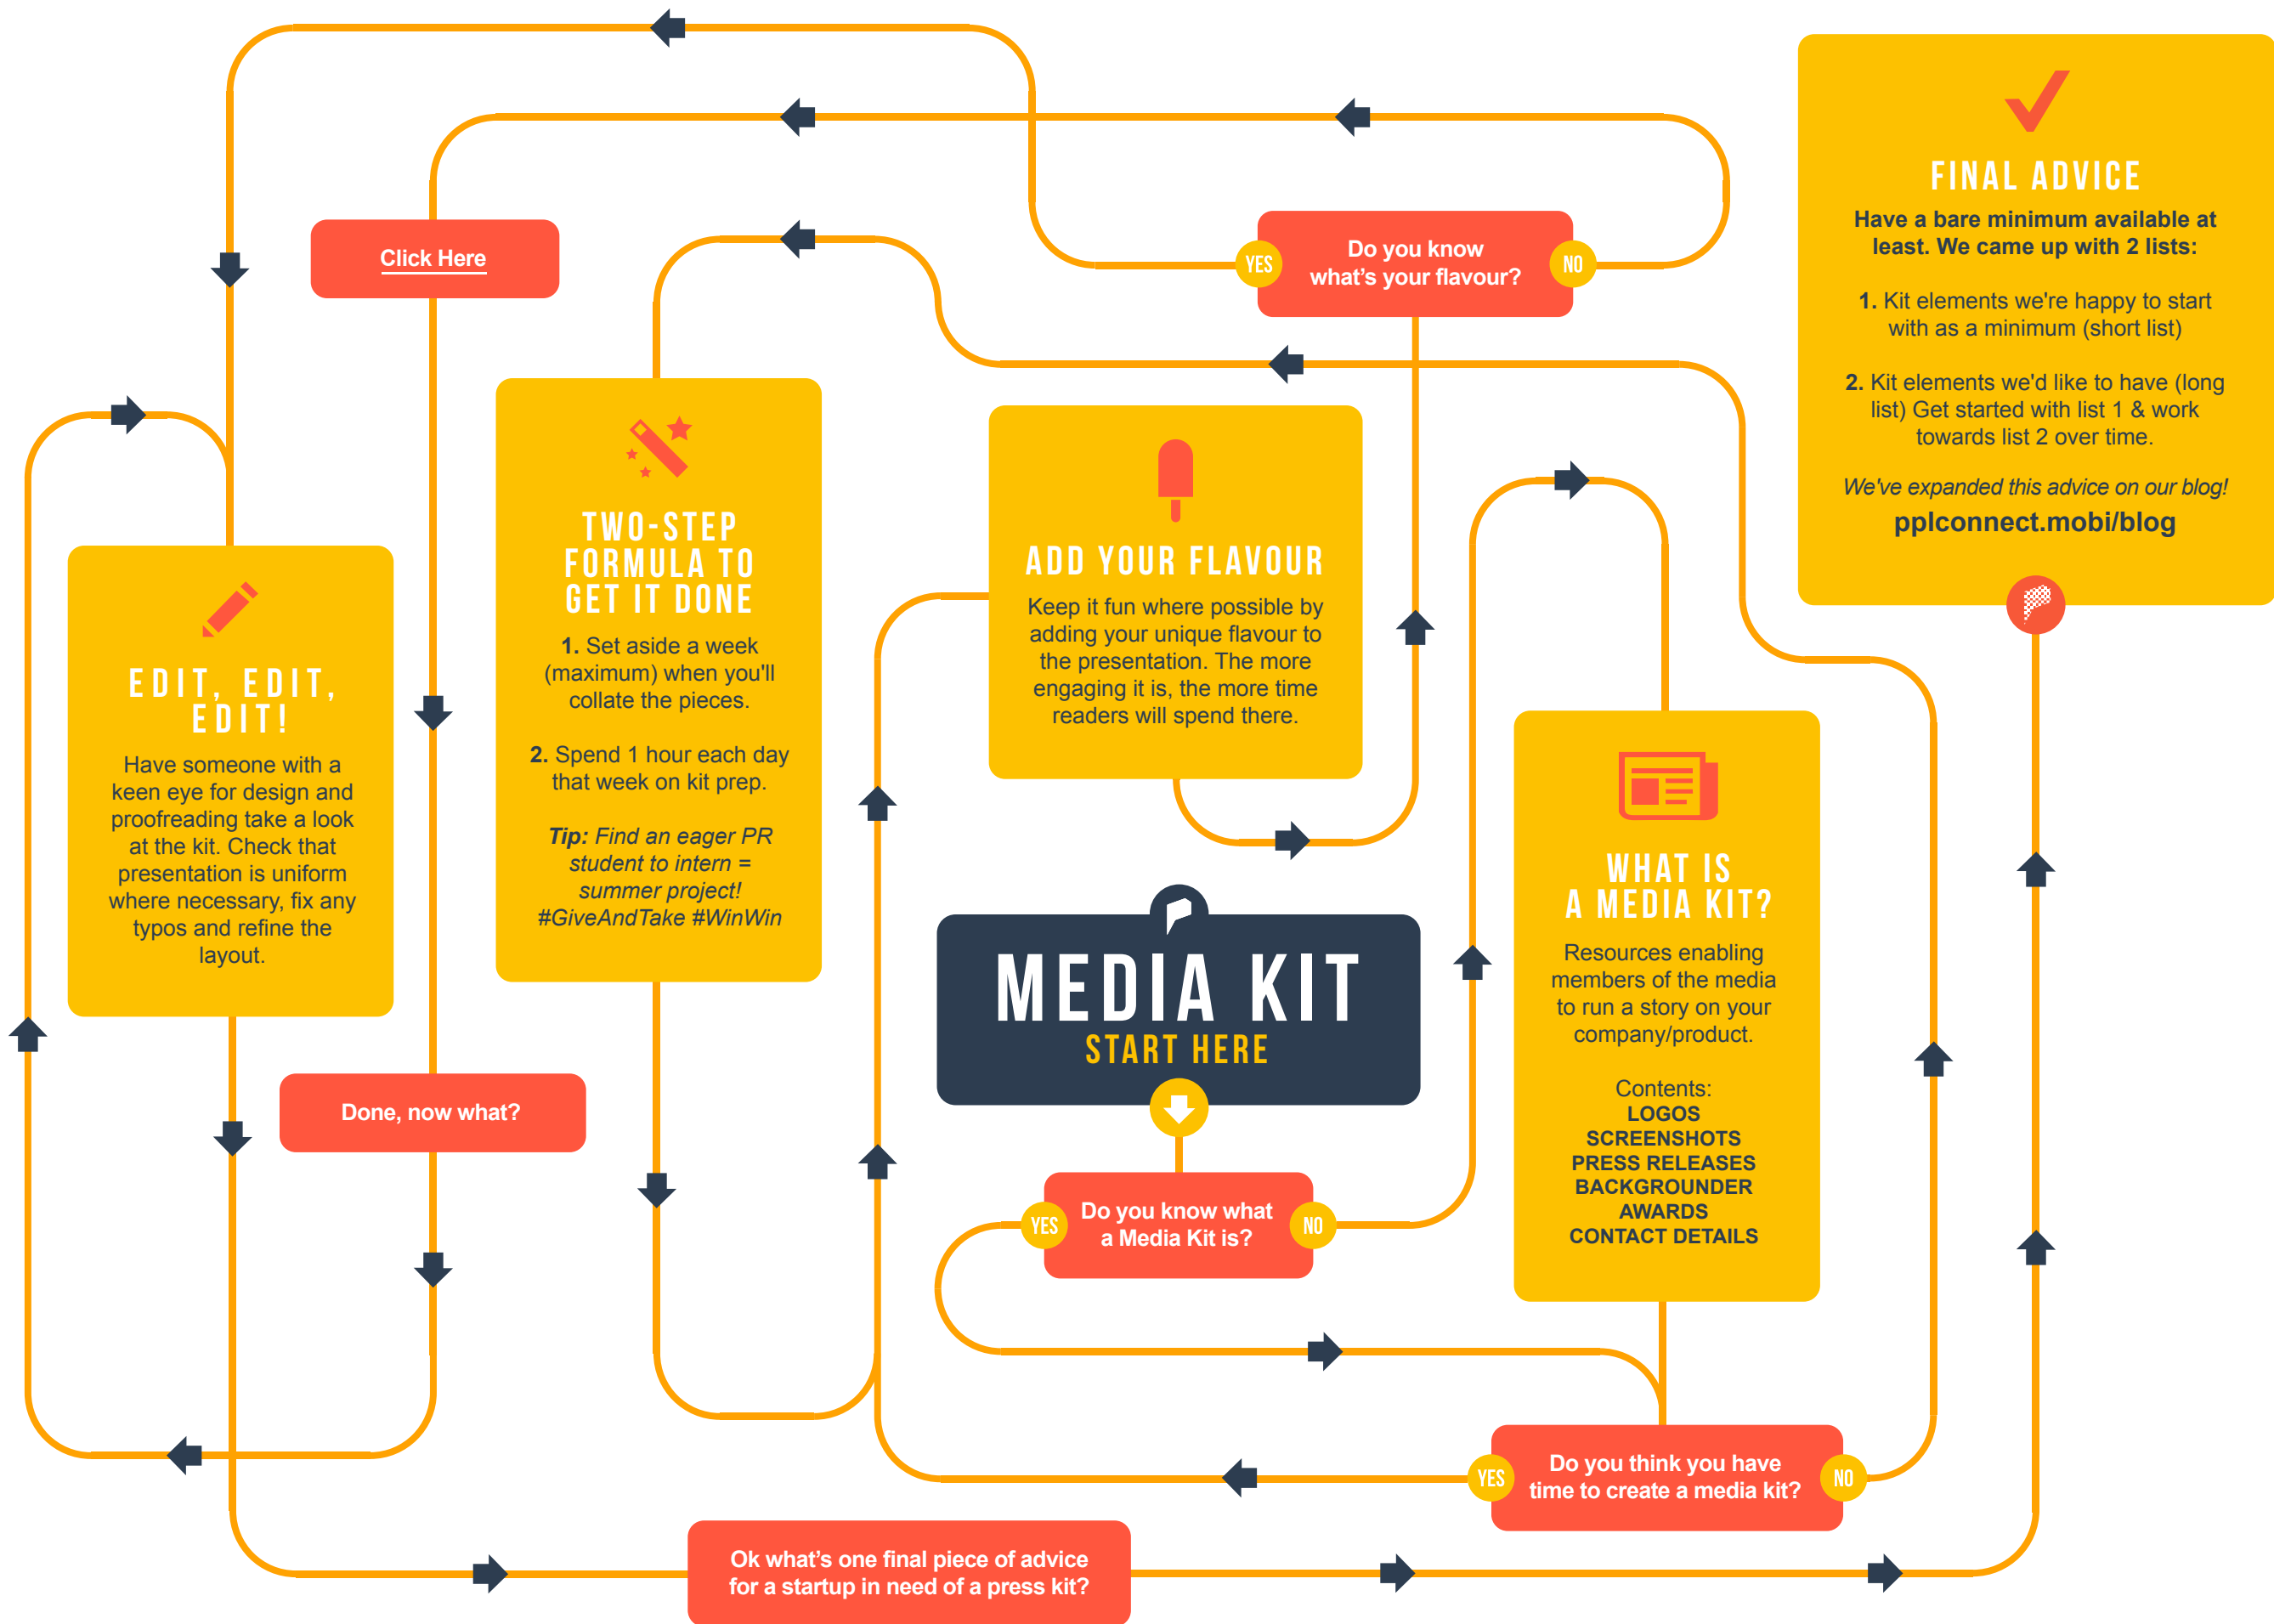 MEDIA KIT
START HERE
Do you know what
a Media Kit is?
YES
NO
WHAT IS
A MEDIA KIT?
Resources enabling
members of the media
to run a story on your
company/product.
Contents:
LOGOS
SCREENSHOTS
PRESS RELEASES
BACKGROUNDER
AWARDS
CONTACT DETAILS
Do you think you have
time to create a media kit?
YES
NO
TWO-STEP
FORMULA TO
GET IT DONE
1. Set aside a week
(maximum) when you'll
collate the pieces.
2. Spend 1 hour each day
that week on kit prep.
Tip: Find an eager PR
student to intern =
summer project!
#GiveAndTake #WinWin
ADD YOUR FLAVOUR
Keep it fun where possible by
adding your unique flavour to
the presentation. The more
engaging it is, the more time
readers will spend there.
Do you know
what's your flavour?
YES
NO
Click Here
Done, now what?
EDIT, EDIT,
EDIT!
Have someone with a
keen eye for design and
proofreading take a look
at the kit. Check that
presentation is uniform
where necessary, fix any
typos and refine the
layout.
Ok what's one final piece of advice
for a startup in need of a press kit?
FINAL ADVICE
Have a bare minimum available at
least. We came up with 2 lists:
1. Kit elements we're happy to start
with as a minimum (short list)
2. Kit elements we'd like to have (long
list) Get started with list 1 & work
towards list 2 over time.
We've expanded this advice on our blog!
pplconnect.mobi/blog